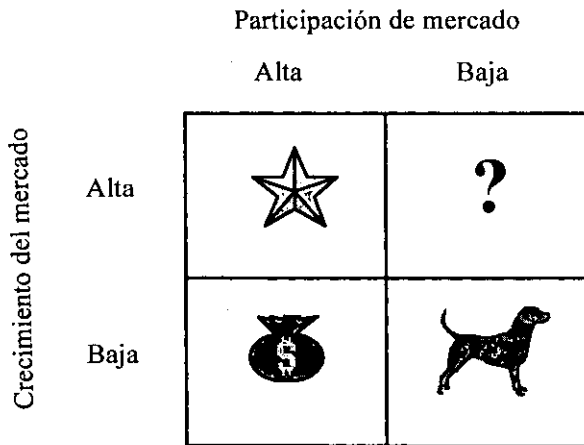 Participación de mercado
Alta Baja
Crecimiento del mercado
Alta
?
Baja
$